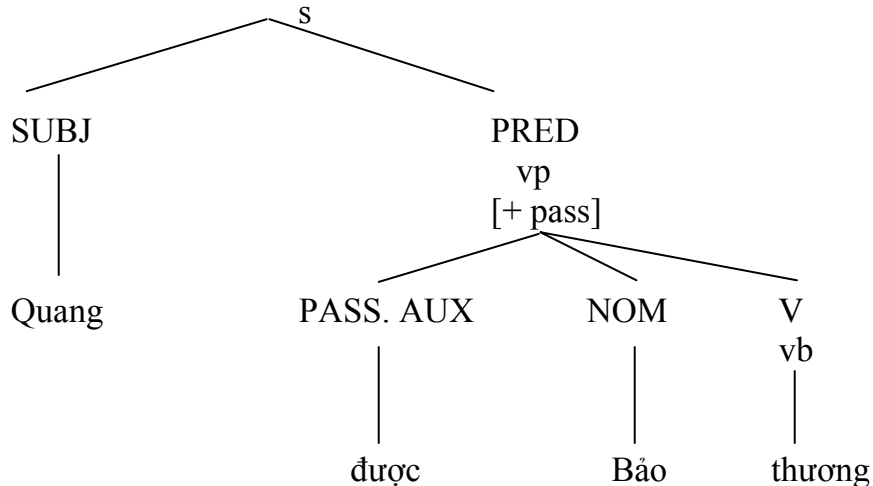 s
SUBJ PRED
vp
[+ pass]
Quang PASS. AUX NOM V
vb
được Bảo thương